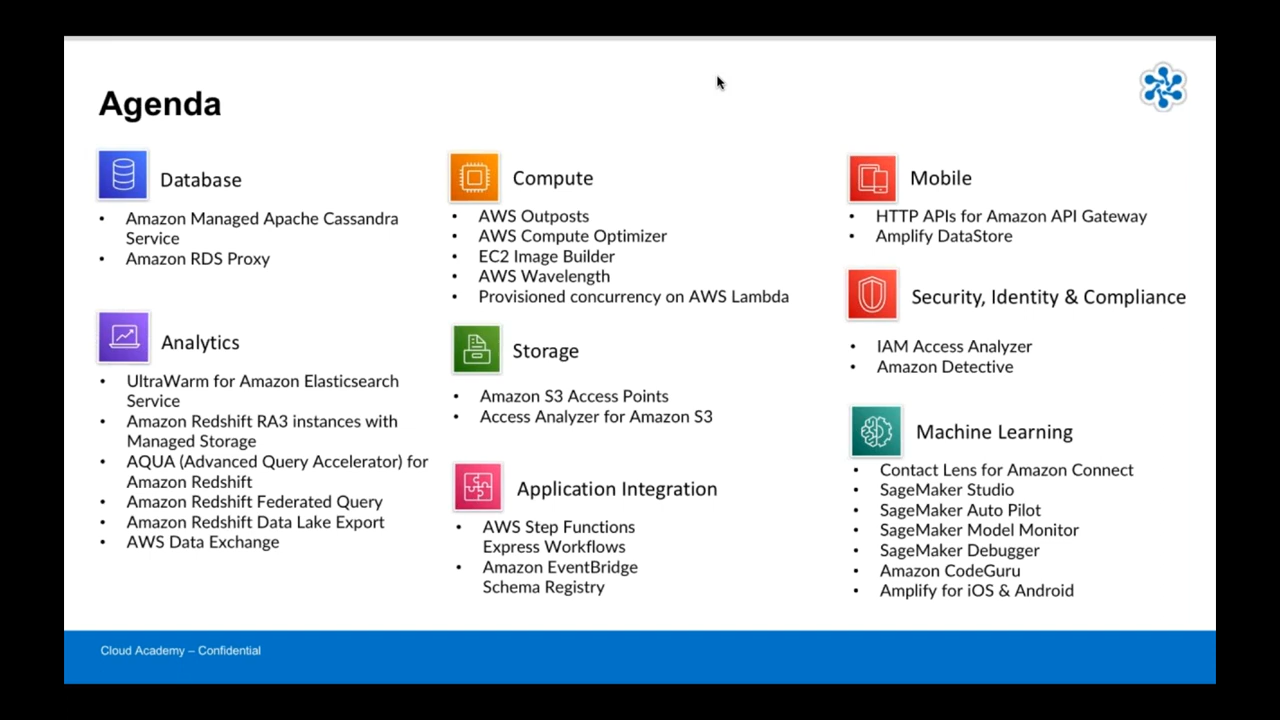 Agenda
Database
• Amazon Managed Apache Cassandra
Service
• Amazon RDS Proxy
Analytics
• UltraWarm for Amazon Elasticsearch
Service
• Amazon Redshift RA3 instances with
Managed Storage
• AQUA (Advanced Query Accelerator) for
Amazon Redshift
• Amazon Redshift Federated Query
• Amazon Redshift Data Lake Export
• AWS Data Exchange
Compute
• AWS Outposts
• AWS Compute Optimizer
• EC2 Image Builder
• AWS Wavelength
• Provisioned concurrency on AWS Lambda
Storage
• Amazon S3 Access Points
• Access Analyzer for Amazon S3
Application Integration
• AWS Step Functions
Express Workflows
• Amazon EventBridge
Schema Registry
Mobile
• HTTP APIs for Amazon API Gateway
• Amplify DataStore
Security, Identity & Compliance
• IAM Access Analyzer
• Amazon Detective
Machine Learning
• Contact Lens for Amazon Connect
• SageMaker Studio
• SageMaker Auto Pilot
• SageMaker Model Monitor
• SageMaker Debugger
• Amazon CodeGuru
• Amplify for iOS & Android
Cloud Academy – Confidential